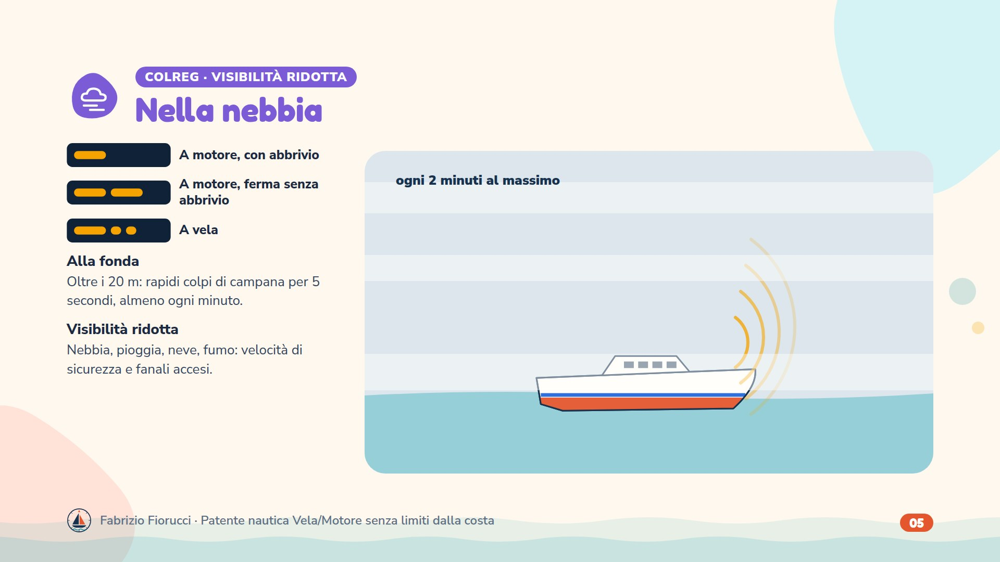 COLREG · VISIBILITÀ RIDOTTA
Nella nebbia
A motore, con abbrivio
A motore, ferma senza
abbrivio
A vela
Alla fonda
Oltre i 20 m: rapidi colpi di campana per 5
secondi, almeno ogni minuto.
Visibilità ridotta
Nebbia, pioggia, neve, fumo: velocità di
sicurezza e fanali accesi.
ogni 2 minuti al massimo
Fabrizio Fiorucci · Patente nautica Vela/Motore senza limiti dalla costa
05